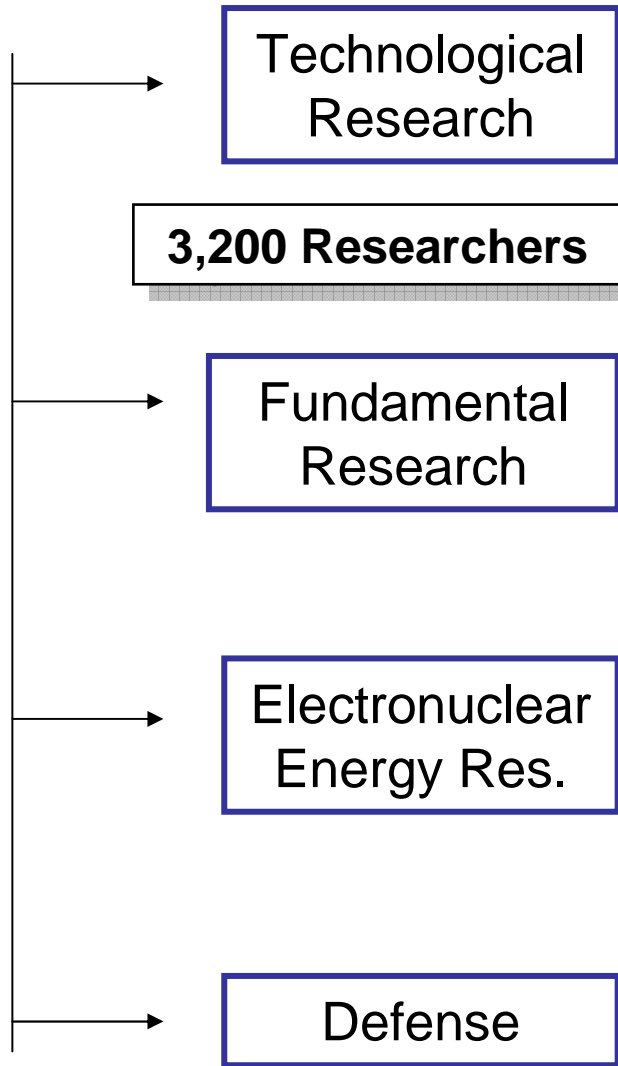 Technological
Research
3,200 Researchers
Fundamental
Research
Electronuclear
Energy Res.
Defense